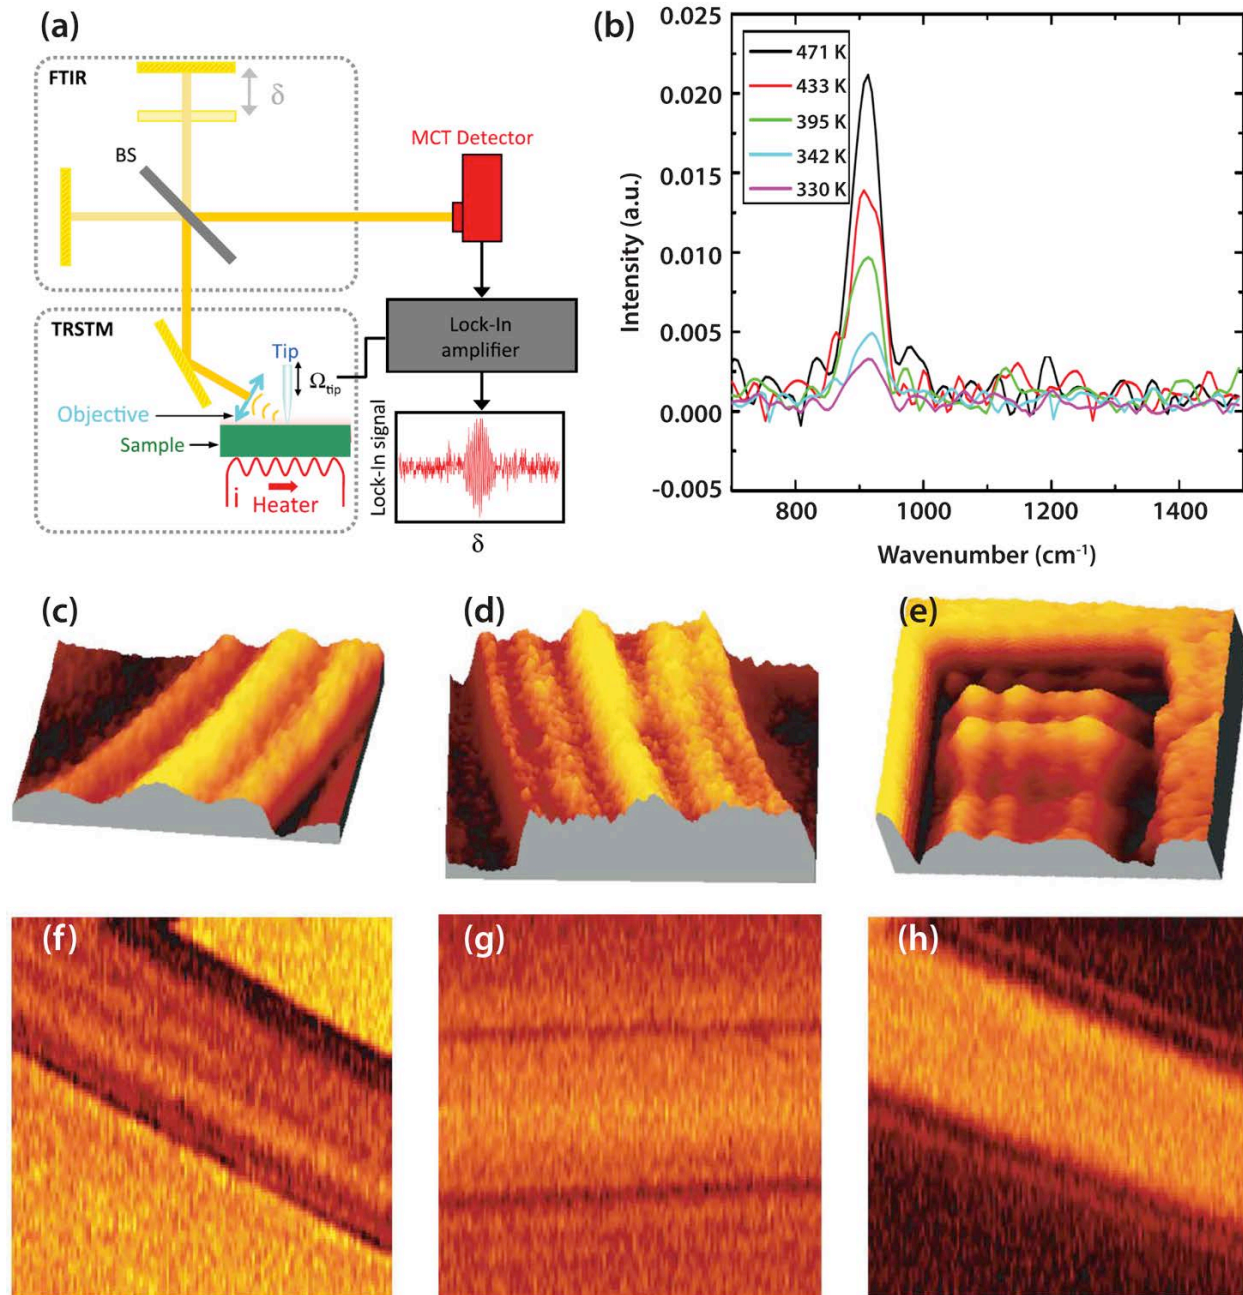 (a)
FTIR
δ
BS
MCT Detector
TRSTM
Tip
Ω_tip
Objective
Sample
i
Heater
Lock-In
amplifier
Lock-In signal
δ
(b)
0.025
0.020
0.015
0.010
0.005
0.000
-0.005
Intensity (a.u.)
471 K
433 K
395 K
342 K
330 K
800
1000
1200
1400
Wavenumber (cm⁻¹)
(c)
(d)
(e)
(f)
(g)
(h)